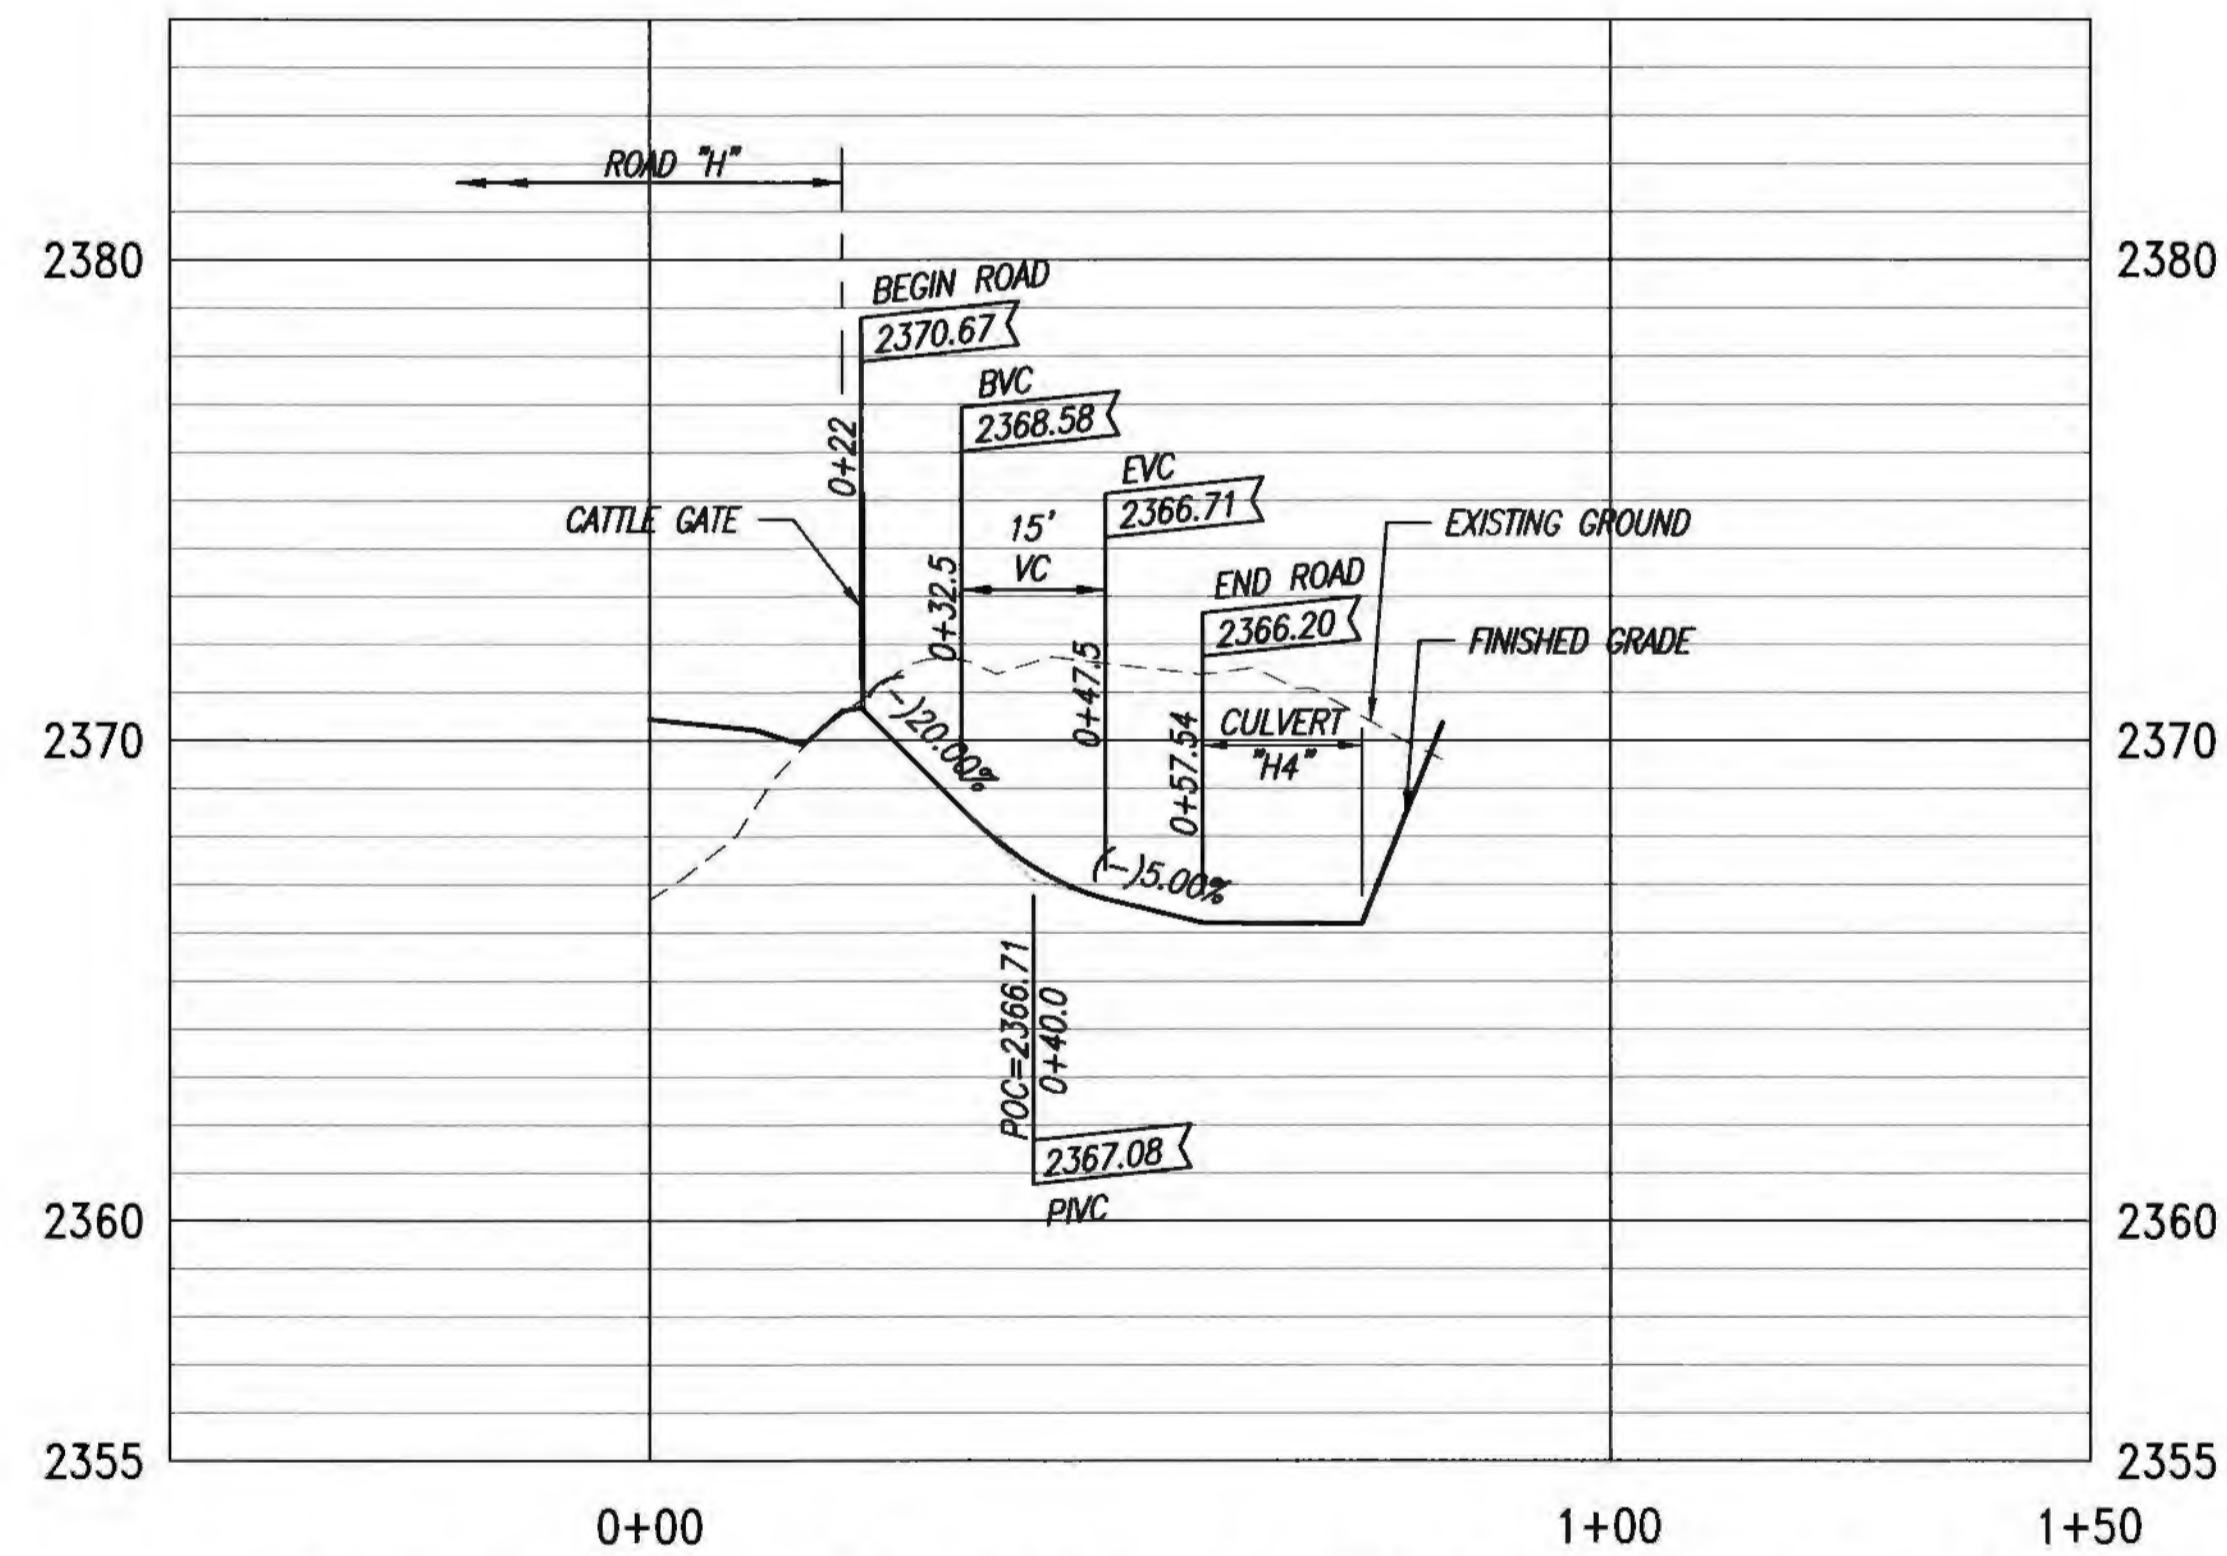 ROAD "H"
2380
2380
BEGIN ROAD
2370.67
BVC
2368.58
0+22
EVC
2366.71
CATTLE GATE
15'
VC
EXISTING GROUND
0+32.5
END ROAD
2366.20
FINISHED GRADE
0+47.5
(-)20.00%
2370
CULVERT
"H4"
2370
0+57.54
(-)5.00%
POC=2366.71
0+40.0
2367.08
PIVC
2360
2360
2355
2355
0+00
1+00
1+50